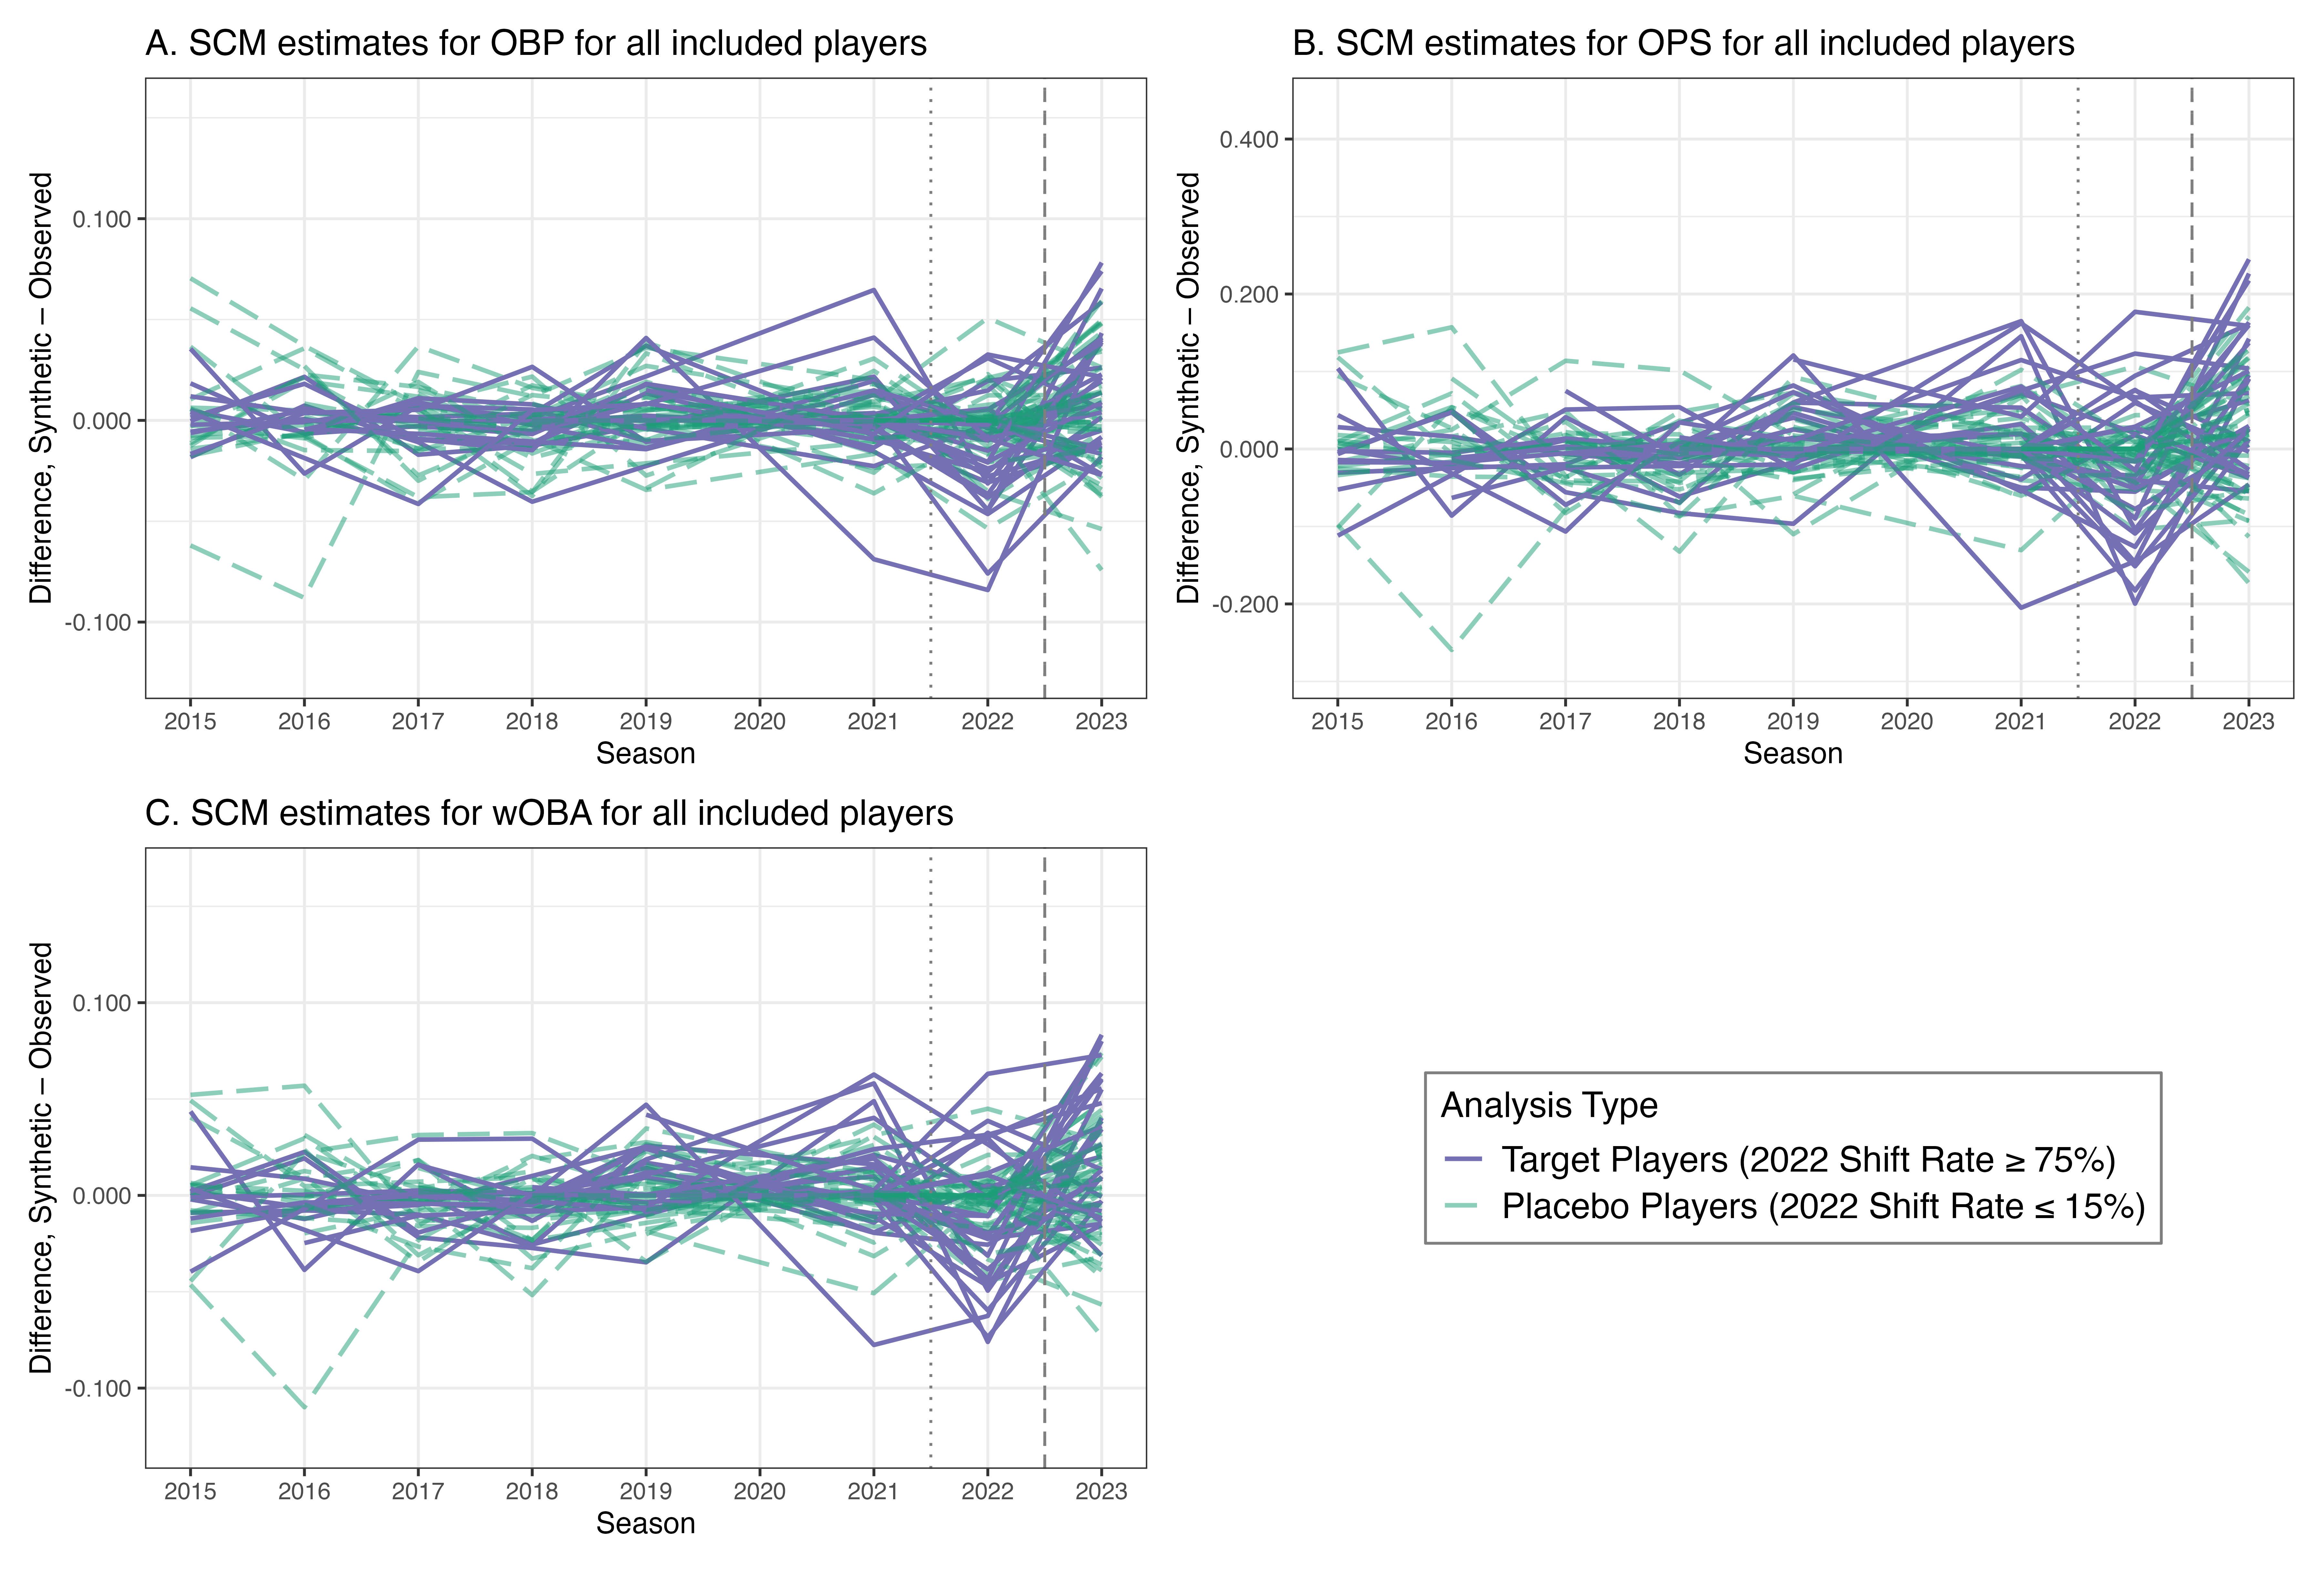 A. SCM estimates for OBP for all included players
Difference, Synthetic – Observed
0.100
0.000
-0.100
2015 2016 2017 2018 2019 2020 2021 2022 2023
Season
B. SCM estimates for OPS for all included players
Difference, Synthetic – Observed
0.400
0.200
0.000
-0.200
2015 2016 2017 2018 2019 2020 2021 2022 2023
Season
C. SCM estimates for wOBA for all included players
Difference, Synthetic – Observed
0.100
0.000
-0.100
2015 2016 2017 2018 2019 2020 2021 2022 2023
Season
Analysis Type
Target Players (2022 Shift Rate ≥ 75%)
Placebo Players (2022 Shift Rate ≤ 15%)